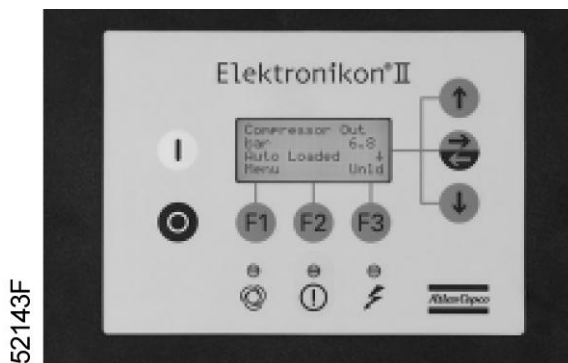 Elektronikon®II
Compressor Out
bar 6.8
Auto Loaded ↓
Menu Unld
F1 F2 F3
Atlas Copco
52143F